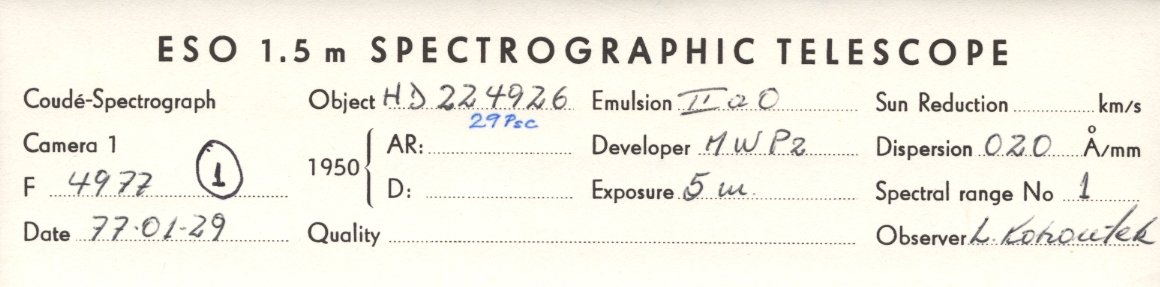 ESO 1.5 m SPECTROGRAPHIC TELESCOPE
Coudé-Spectrograph Object HD 224926 Emulsion II a O Sun Reduction km/s
29 Psc
Camera 1 1950 AR: Developer MWP2 Dispersion 020 Å/mm
F 4977 1 D: Exposure 5 m Spectral range No 1
Date 77-01-29 Quality Observer L. Kohoutek